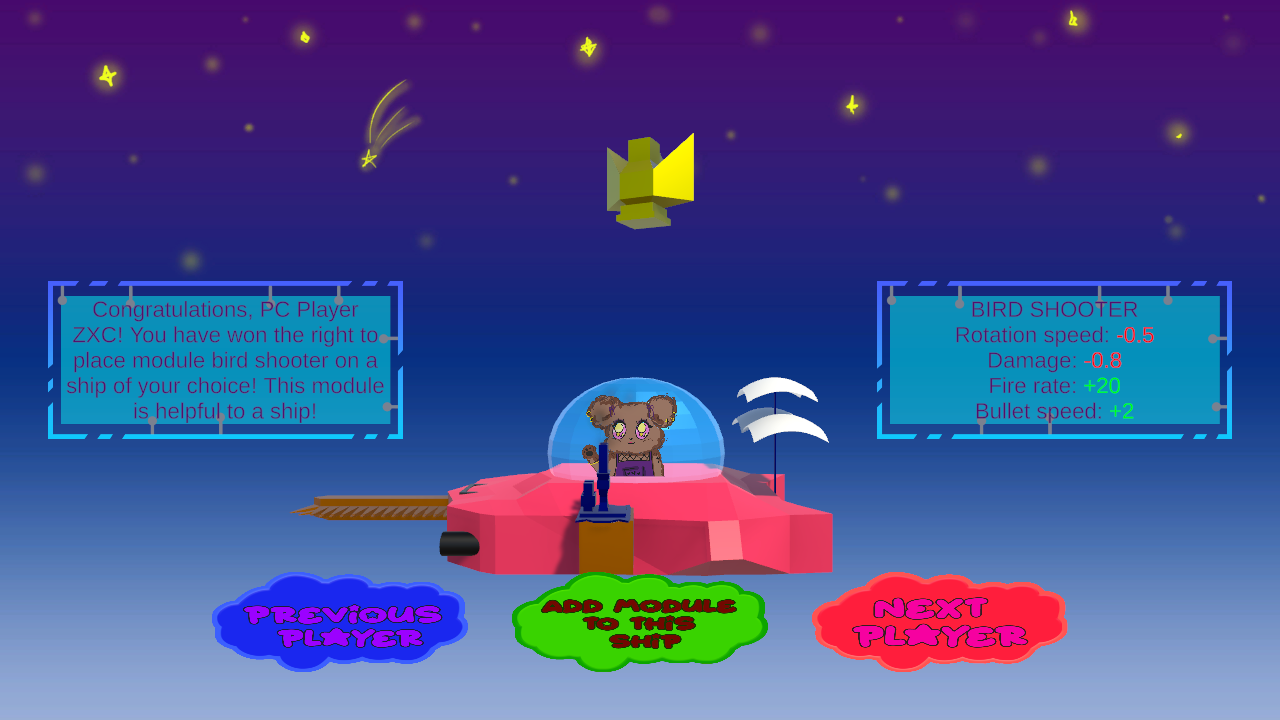 Congratulations, PC Player
ZXC! You have won the right to
place module bird shooter on a
ship of your choice! This module
is helpful to a ship!
BIRD SHOOTER
Rotation speed: -0.5
Damage: -0.8
Fire rate: +20
Bullet speed: +2
PREVIOUS
PLAYER
ADD MODULE
TO THIS
SHIP
NEXT
PLAYER